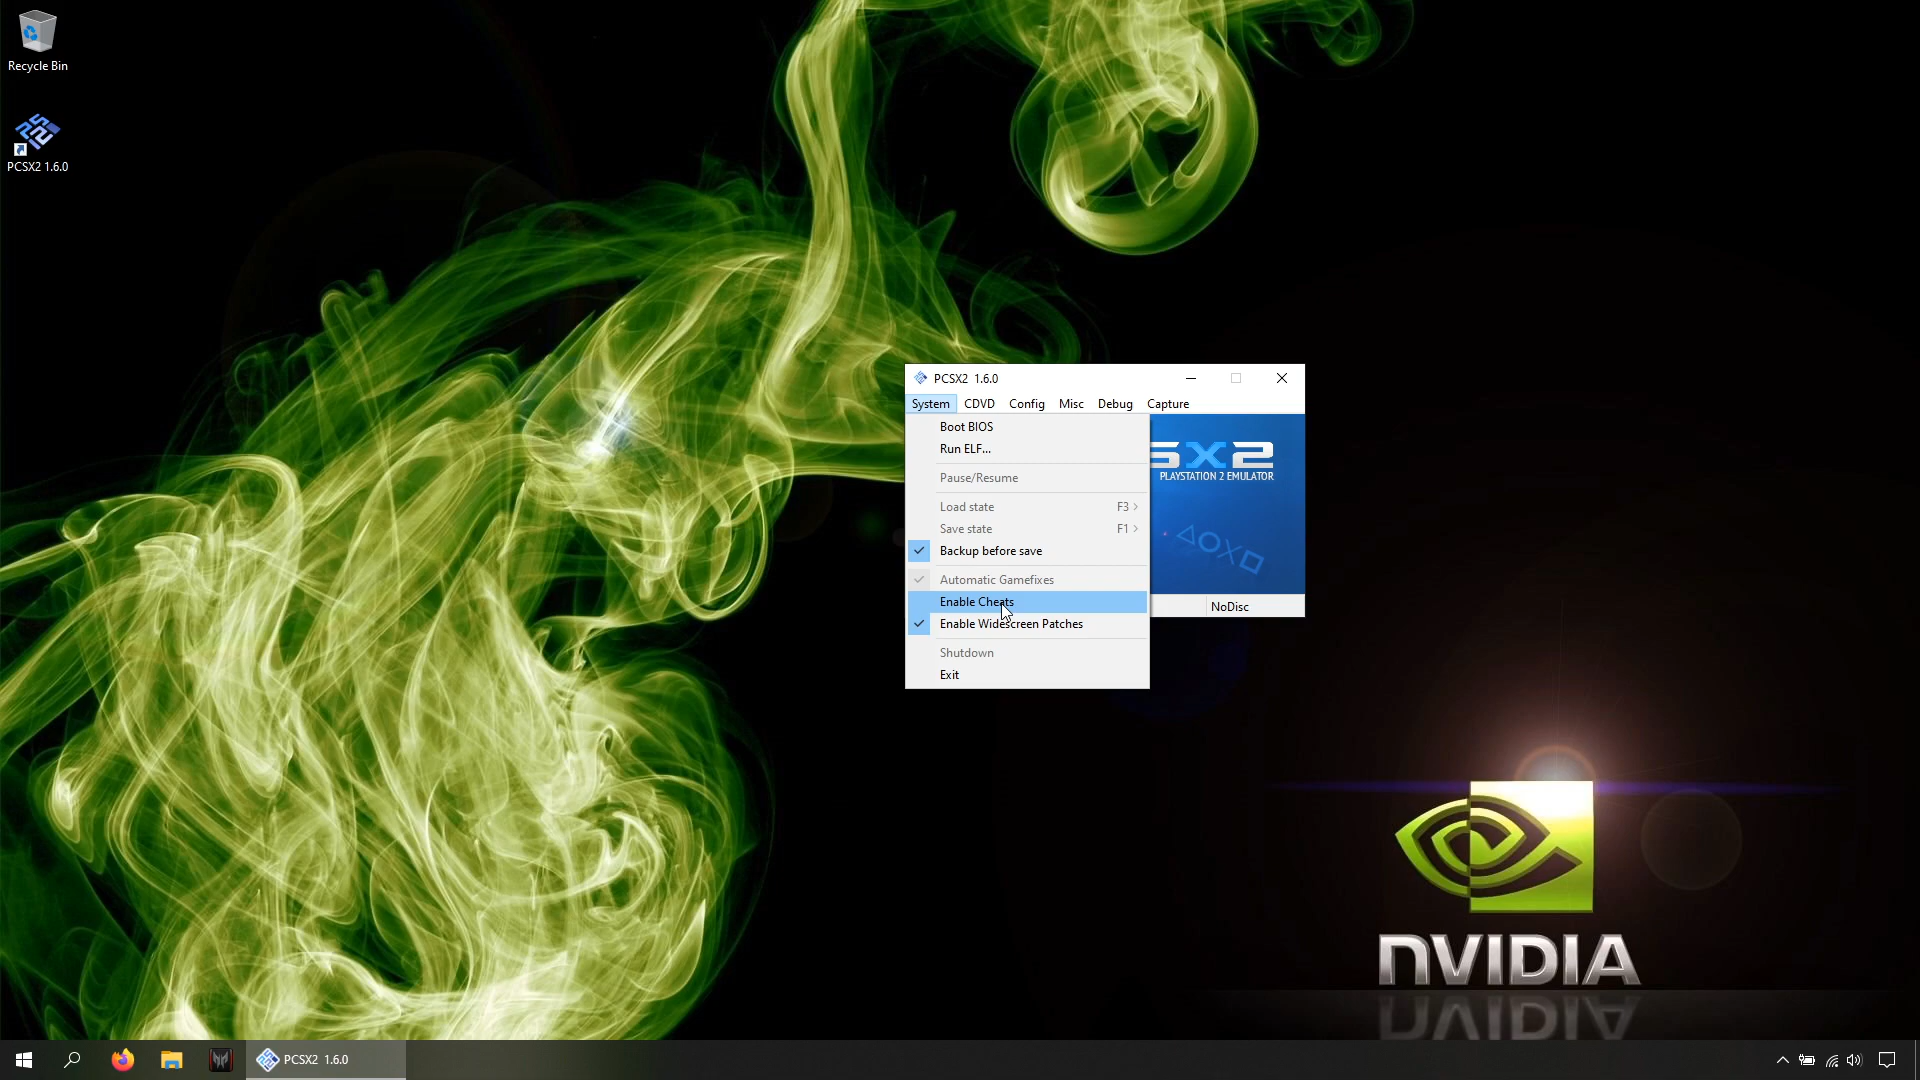 Recycle Bin
PCSX2 1.6.0
PCSX2 1.6.0
System CDVD Config Misc Debug Capture
Boot BIOS
Run ELF...
Pause/Resume
Load state F3
Save state F1
Backup before save
Automatic Gamefixes
Enable Cheats
Enable Widescreen Patches
Shutdown
Exit
SX2
PLAYSTATION 2 EMULATOR
NoDisc
NVIDIA
PCSX2 1.6.0